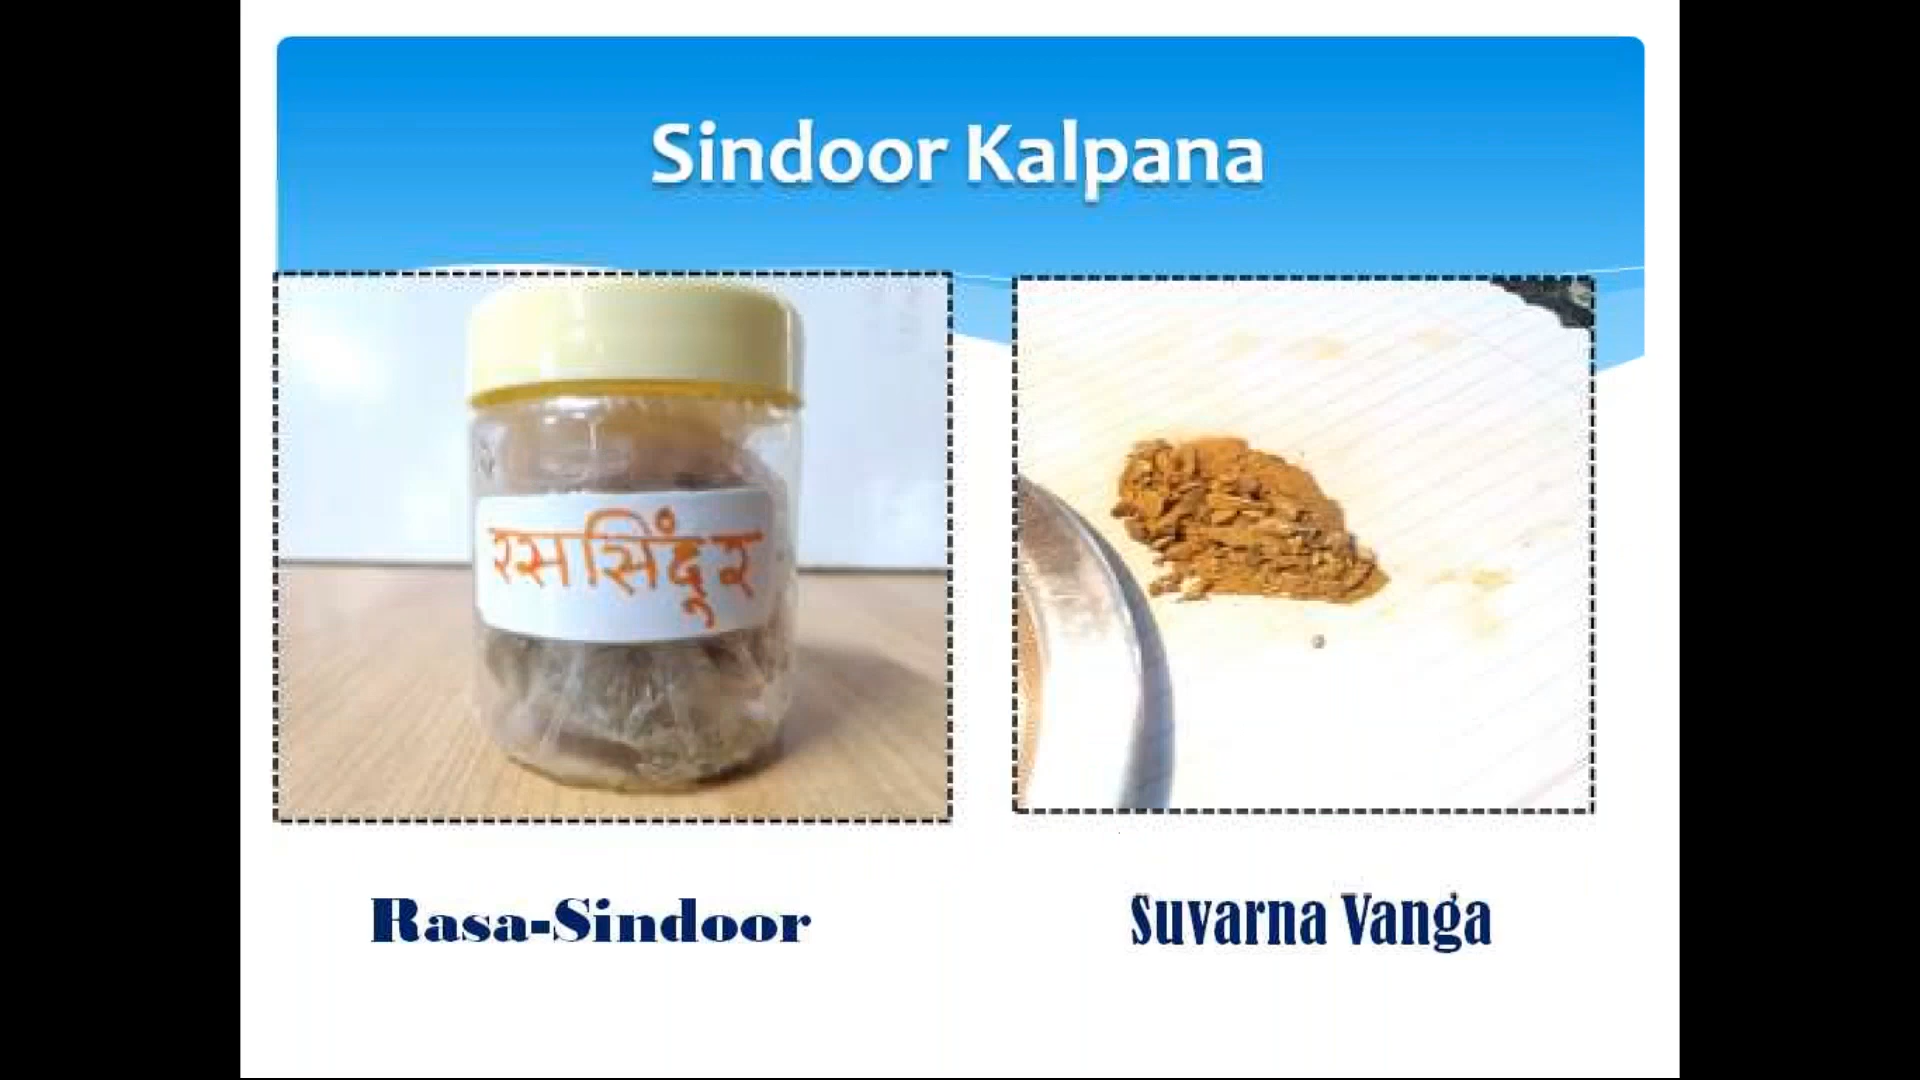 Sindoor Kalpana
रससिंदुर
Rasa-Sindoor
Suvarna Vanga